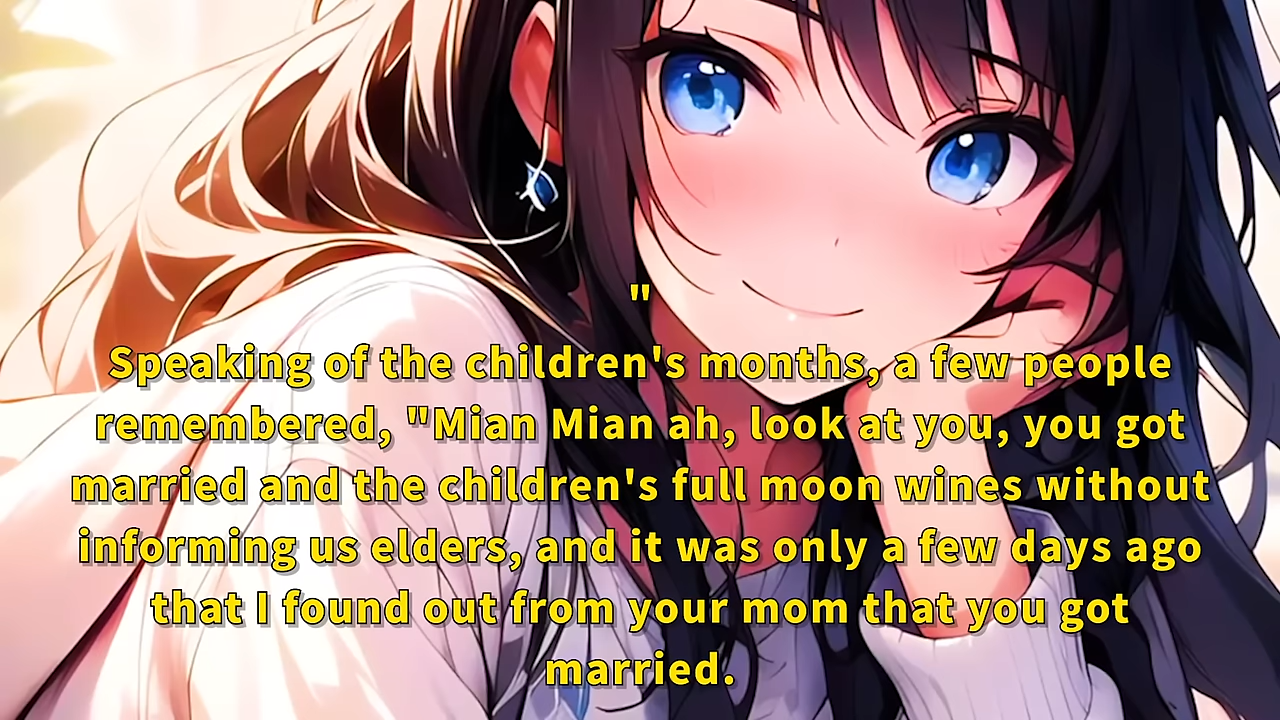 "
Speaking of the children's months, a few people
remembered, "Mian Mian ah, look at you, you got
married and the children's full moon wines without
informing us elders, and it was only a few days ago
that I found out from your mom that you got
married.